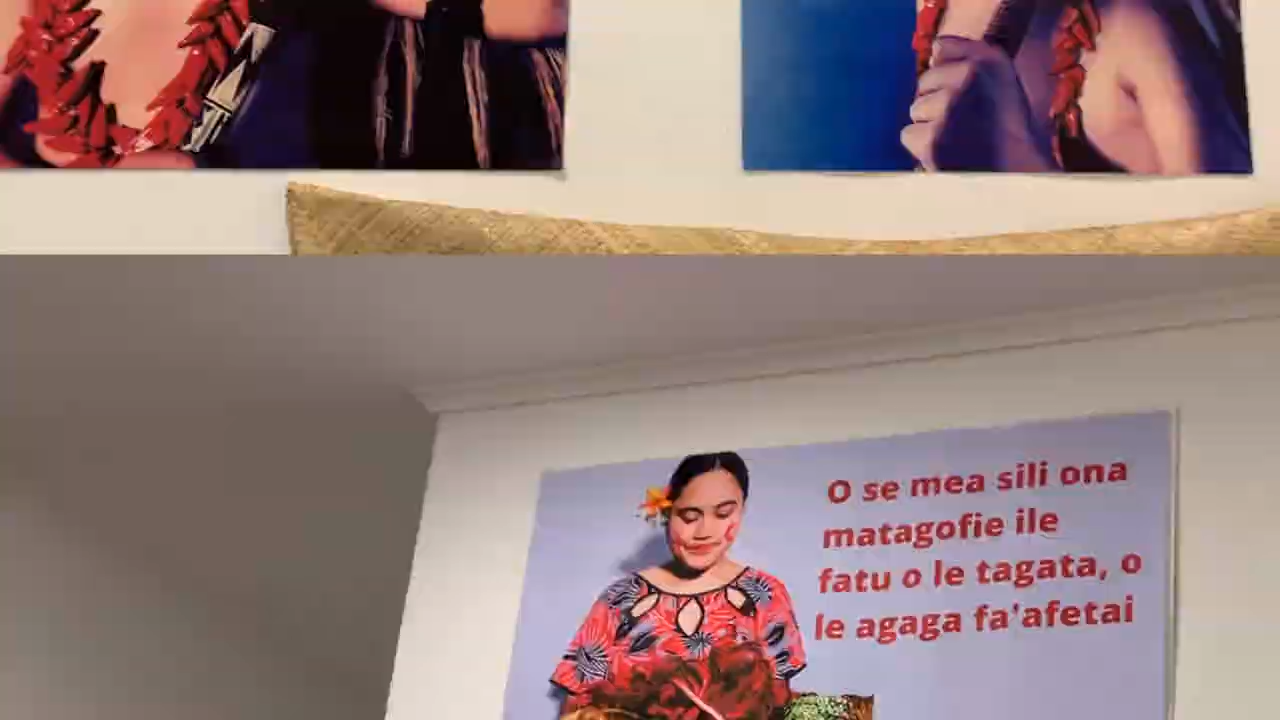 O se mea sili ona
matagofie ile
fatu o le tagata, o
le agaga fa'afetai